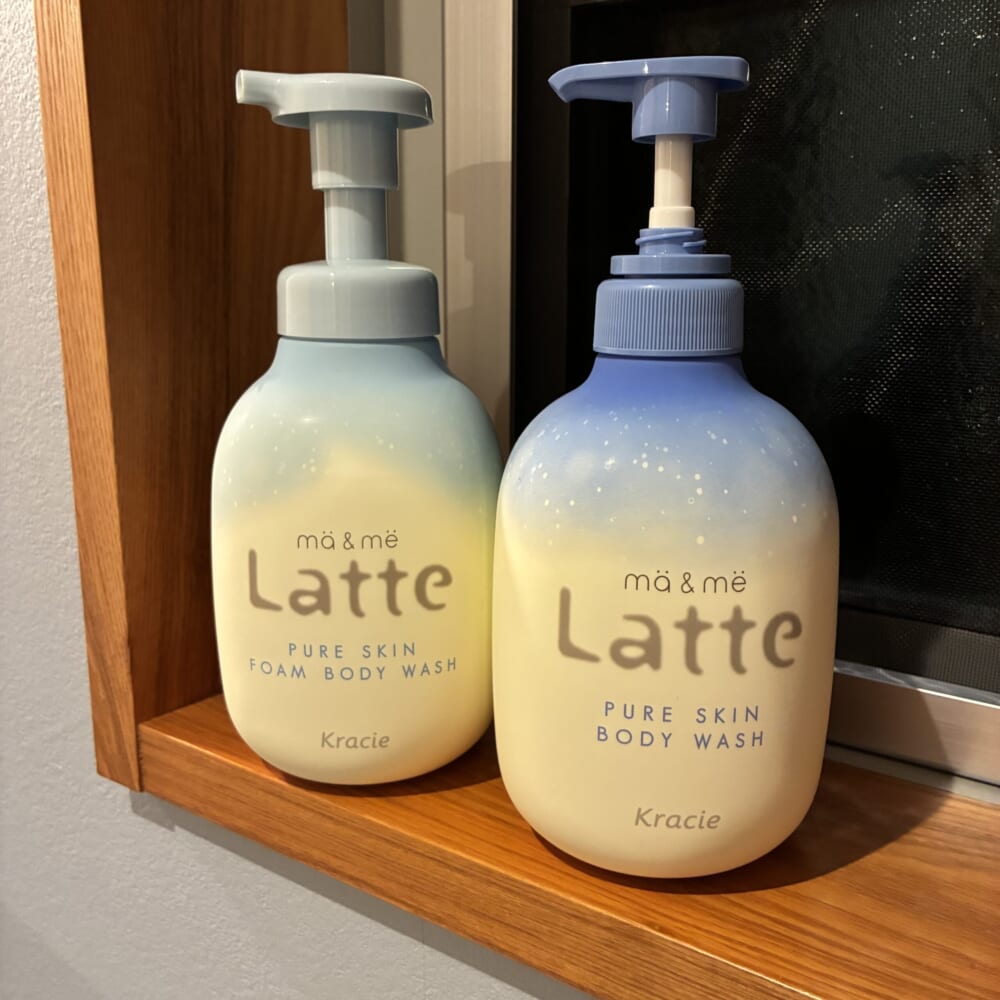 mä & më
Latte
PURE SKIN
FOAM BODY WASH
Kracie
mä & më
Latte
PURE SKIN
BODY WASH
Kracie